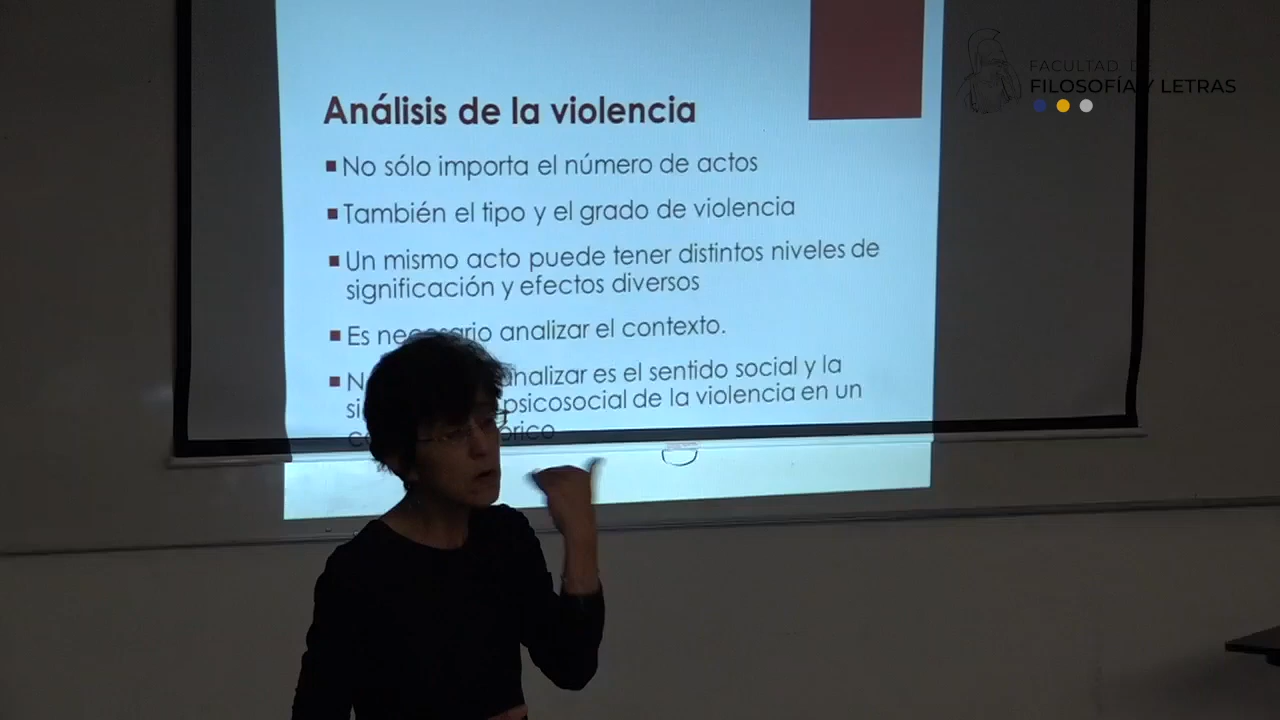 FACULTAD DE
FILOSOFÍA Y LETRAS
Análisis de la violencia
No sólo importa el número de actos
También el tipo y el grado de violencia
Un mismo acto puede tener distintos niveles de
significación y efectos diversos
Es necesario analizar el contexto.
analizar es el sentido social y la
psicosocial de la violencia en un